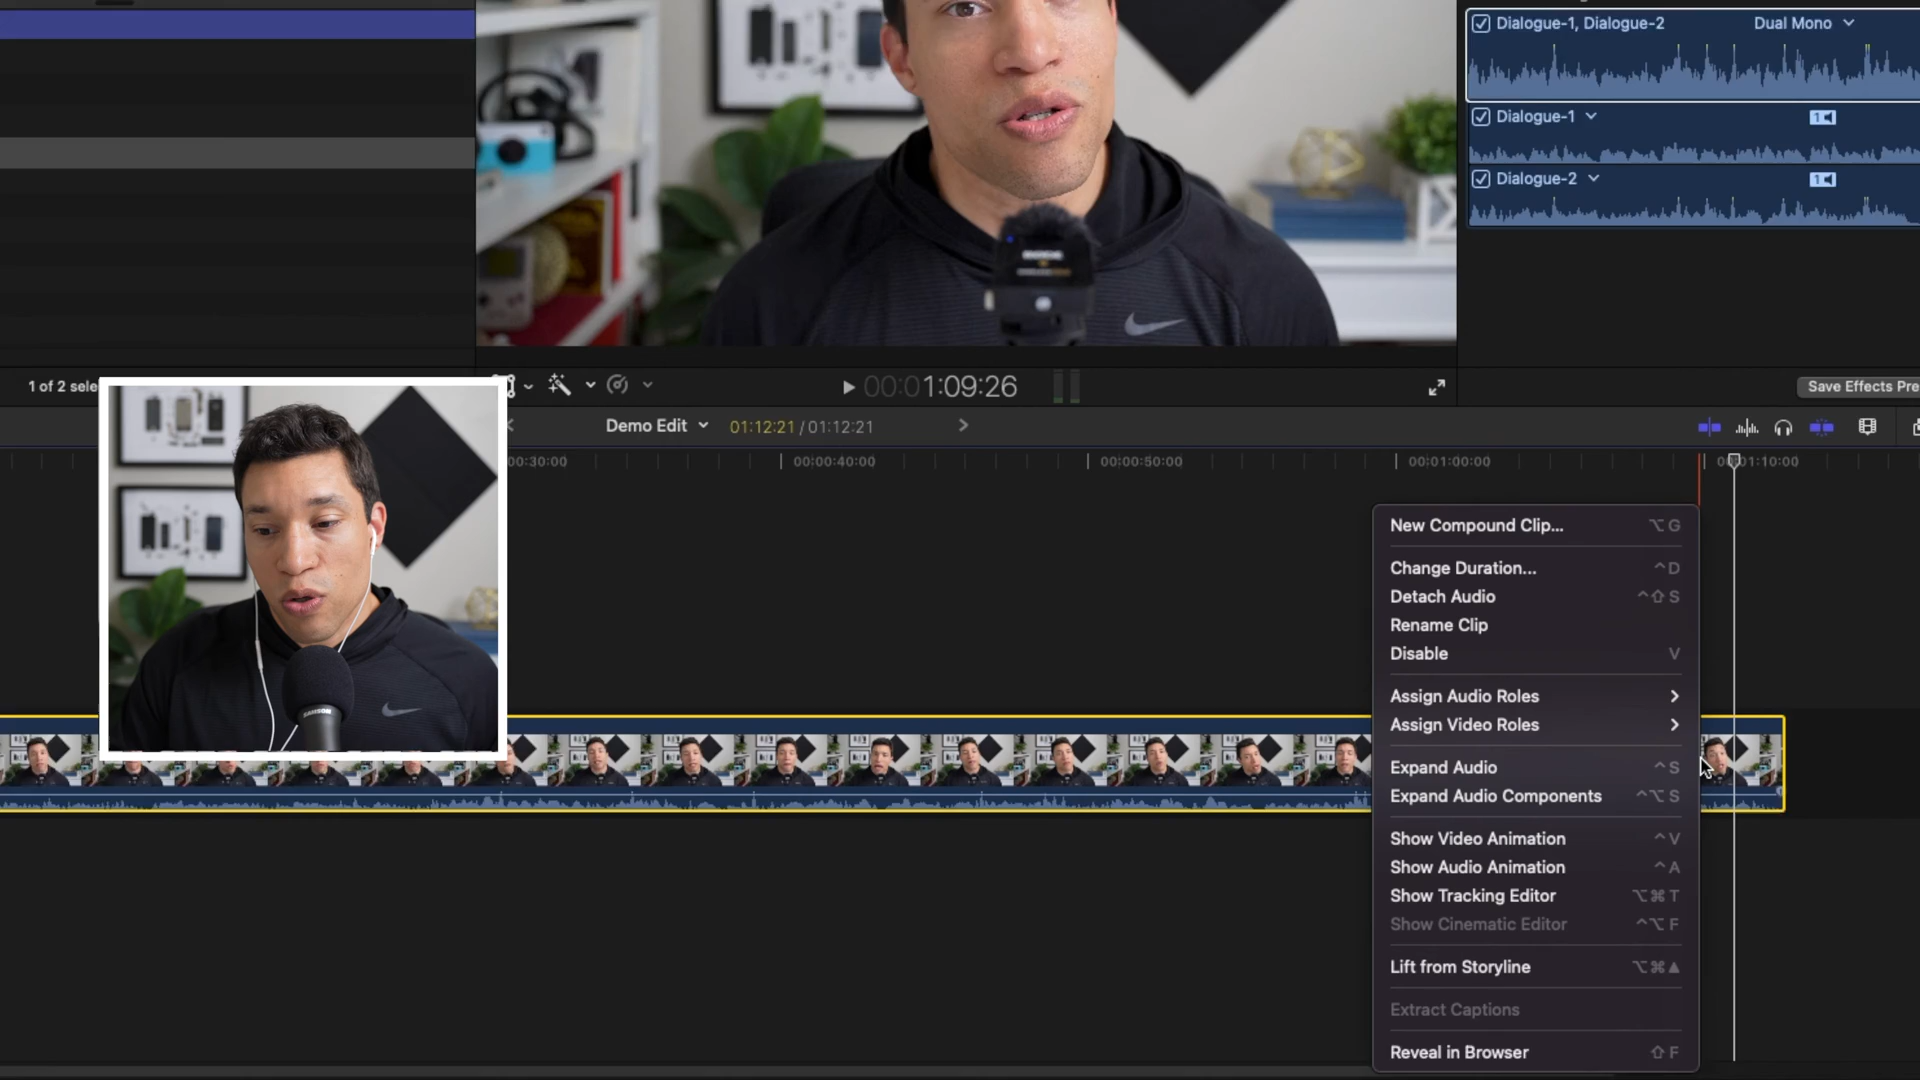 Dialogue-1, Dialogue-2 Dual Mono
Dialogue-1 1
Dialogue-2 1
1 of 2 sele
00:01:09:26
Save Effects Pre
Demo Edit 01:12:21 / 01:12:21
00:30:00 00:00:40:00 00:00:50:00 00:01:00:00 00:01:10:00
New Compound Clip... ⌥ G
Change Duration... ^ D
Detach Audio ^ ⇧ S
Rename Clip
Disable V
Assign Audio Roles
Assign Video Roles
Expand Audio ^ S
Expand Audio Components ^ ⌥ S
Show Video Animation ^ V
Show Audio Animation ^ A
Show Tracking Editor ⌥ ⌘ T
Show Cinematic Editor ^ ⌥ F
Lift from Storyline ⌥ ⌘ ▲
Extract Captions
Reveal in Browser ⇧ F
SAMSON